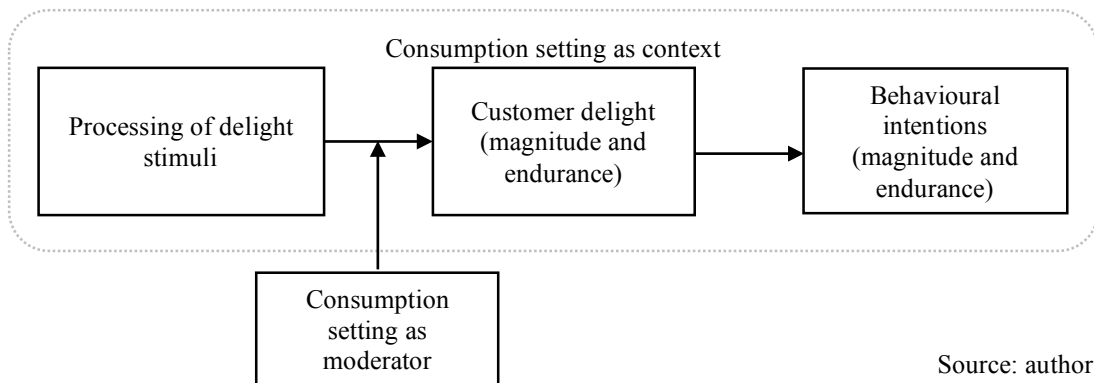 Consumption setting as context
Processing of delight
stimuli
Customer delight
(magnitude and
endurance)
Behavioural
intentions
(magnitude and
endurance)
Consumption
setting as
moderator
Source: author